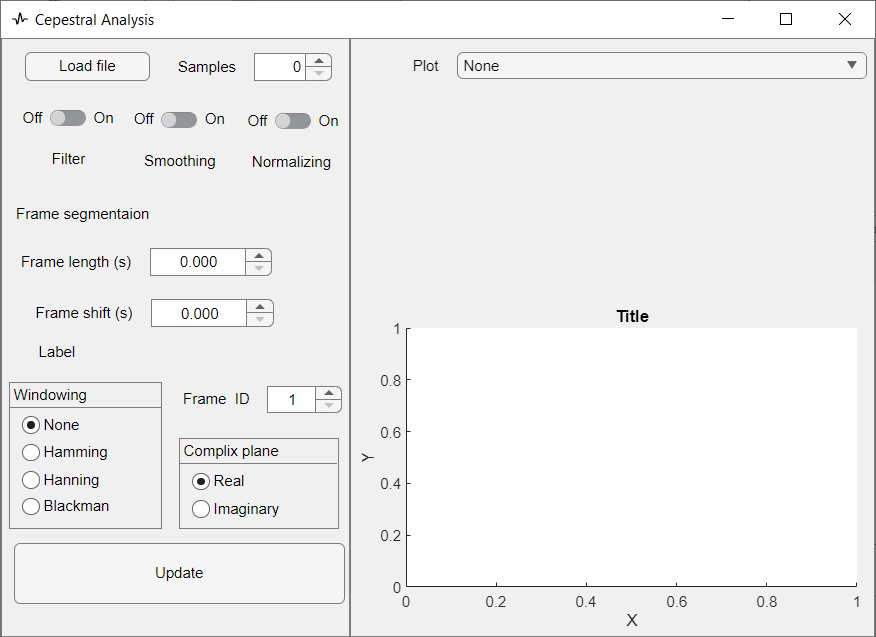 Cepestral Analysis
Load file
Samples
0
Off On
Off On
Off On
Filter
Smoothing
Normalizing
Frame segmentaion
Frame length (s)
0.000
Frame shift (s)
0.000
Label
Windowing
None
Hamming
Hanning
Blackman
Frame ID
1
Complix plane
Real
Imaginary
Update
Plot
None
Title
1
0.8
0.6
0.4
0.2
0
Y
0 0.2 0.4 0.6 0.8 1
X